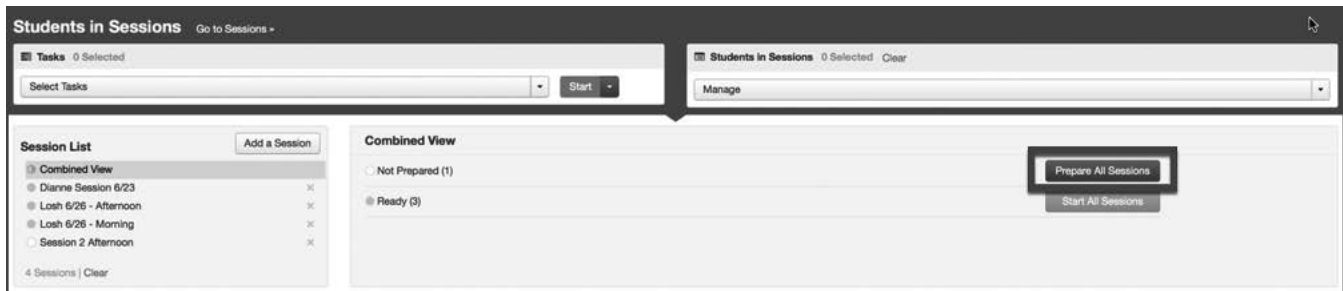 Students in Sessions Go to Sessions »
Tasks 0 Selected
Students in Sessions 0 Selected Clear
Select Tasks
Start
Manage
Session List
Add a Session
Combined View
Dianne Session 6/23
Losh 6/26 - Afternoon
Losh 6/26 - Morning
Session 2 Afternoon
4 Sessions | Clear
Combined View
Not Prepared (1)
Prepare All Sessions
Ready (3)
Start All Sessions